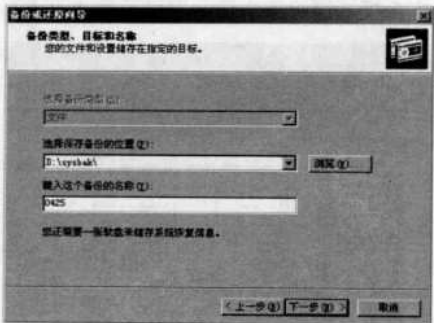 备份或还原向导
备份类型、目标和名称
您的文件和设置储存在指定的目标。
选择备份类型(S):
文件
选择保存备份的位置(P):
D:\sysbak\
浏览(W)...
键入这个备份的名称(T):
0425
您还需要一张软盘来储存系统恢复信息。
< 上一步(B)
下一步(N) >
取消